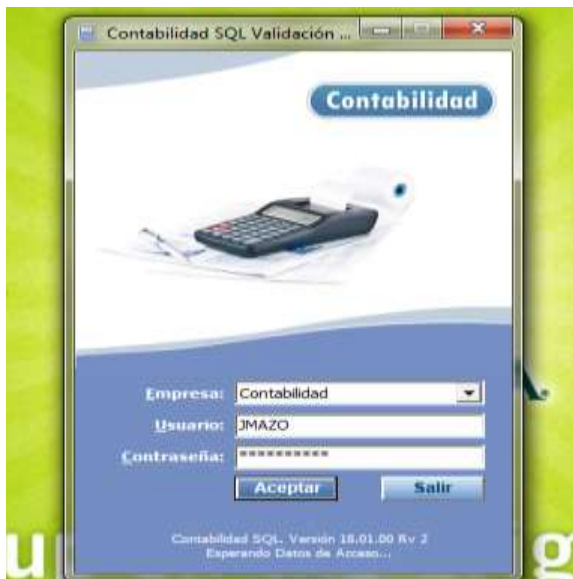 Contabilidad SQL Validación ...
Contabilidad
Empresa: Contabilidad
Usuario: JMAZO
Contraseña: **********
Aceptar Salir
Contabilidad SQL. Versión 18.01.00 Rv 2
Esperando Datos de Acceso...